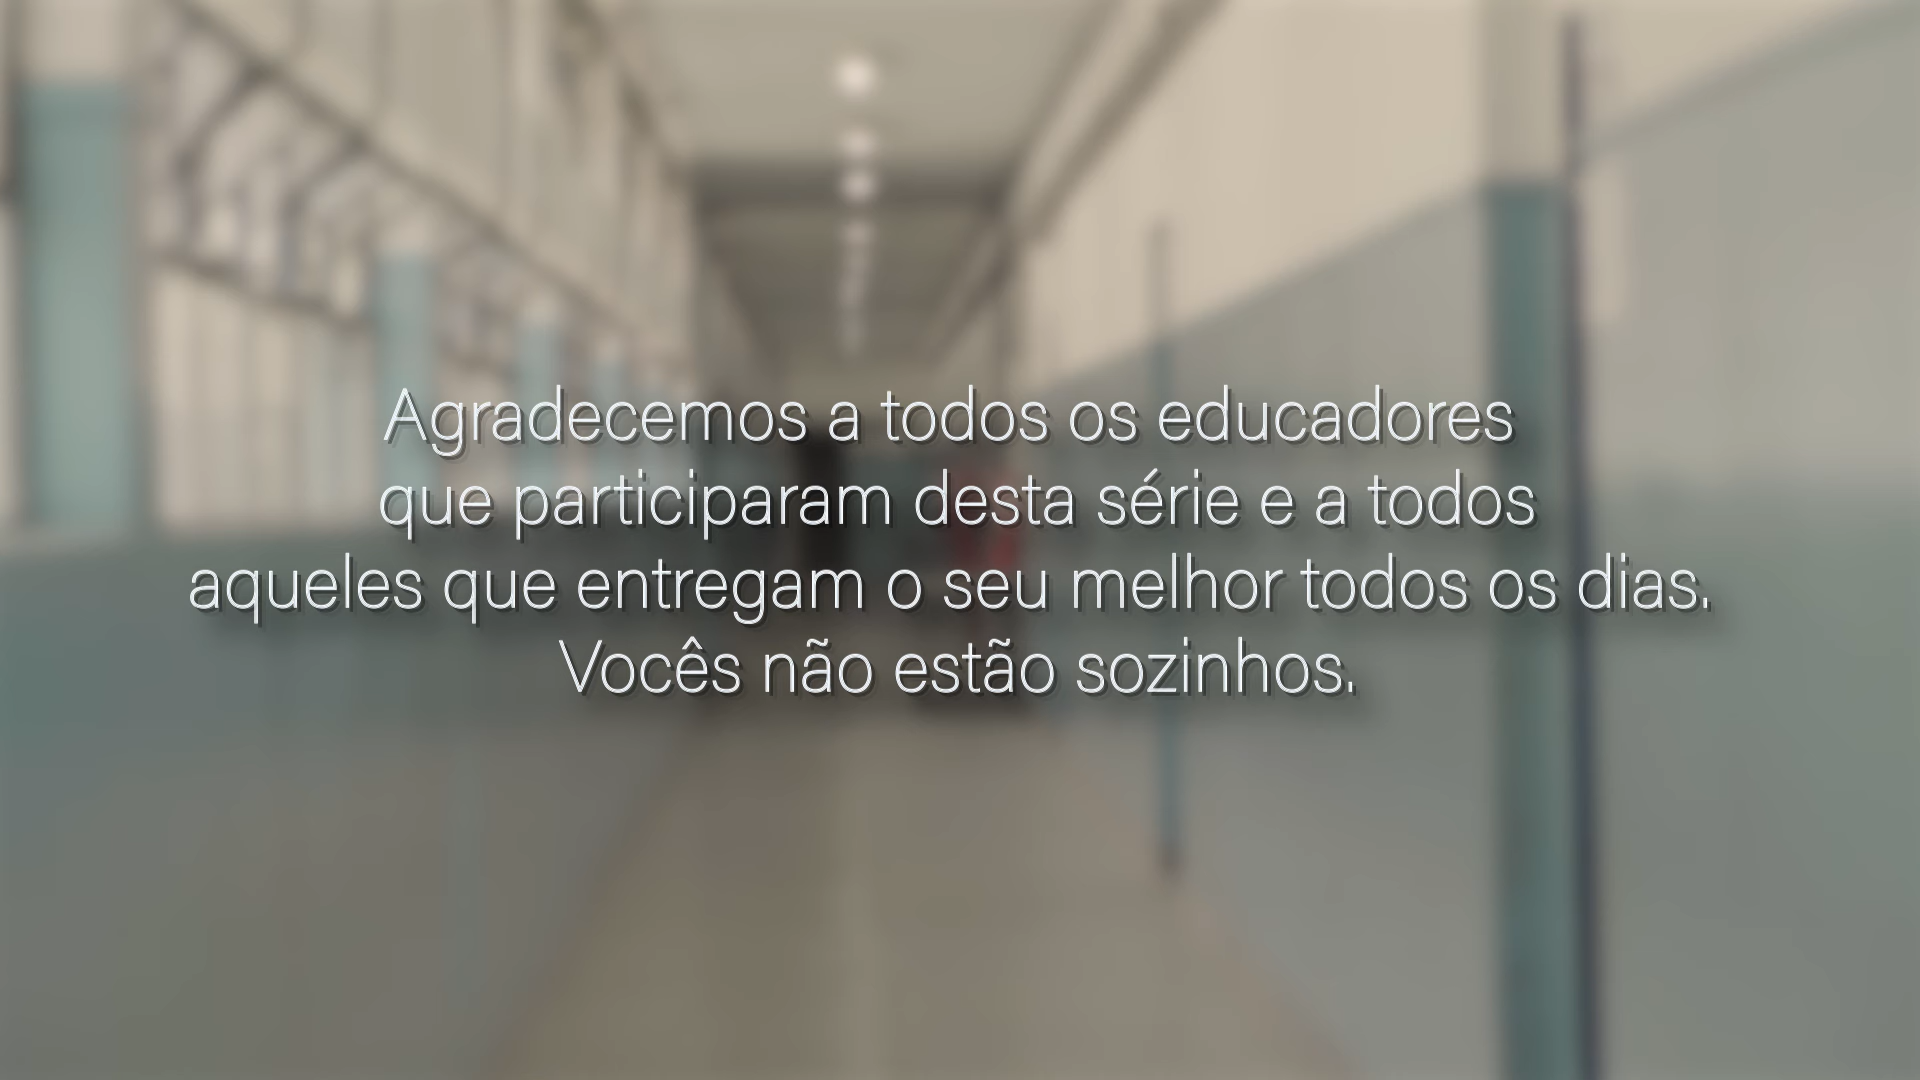 Agradecemos a todos os educadores
que participaram desta série e a todos
aqueles que entregam o seu melhor todos os dias.
Vocês não estão sozinhos.